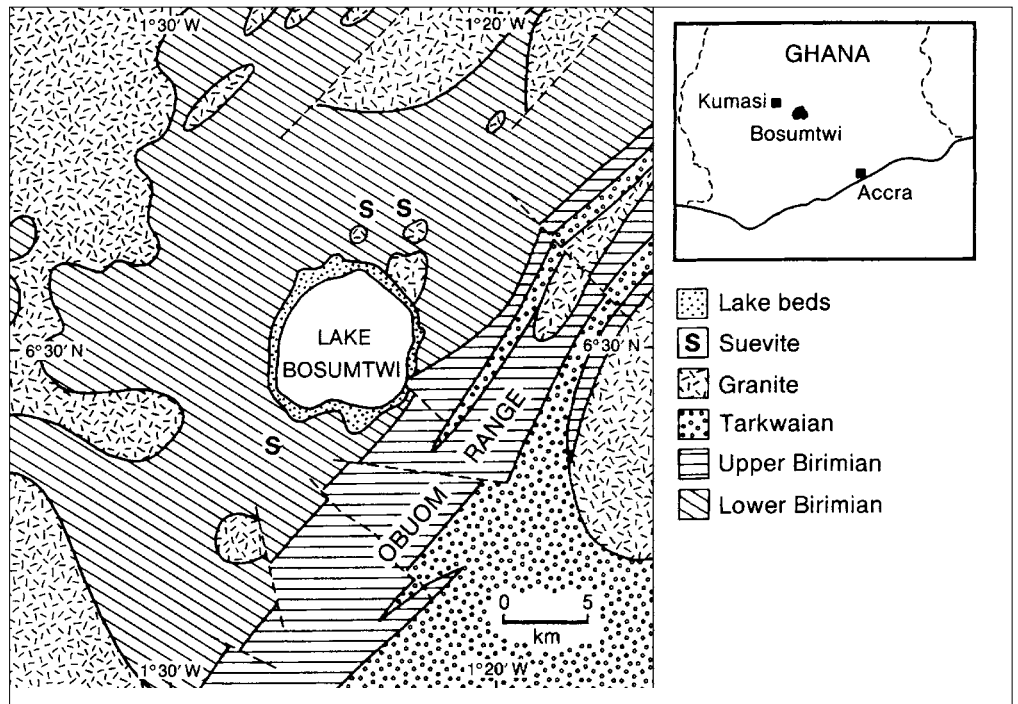 1°30' W
1°20' W
S S
6°30' N
LAKE
BOSUMTWI
6°30' N
S
OBUOM RANGE
0 5
km
1°30' W
1°20' W
GHANA
Kumasi
Bosumtwi
Accra
Lake beds
S Suevite
Granite
Tarkwaian
Upper Birimian
Lower Birimian